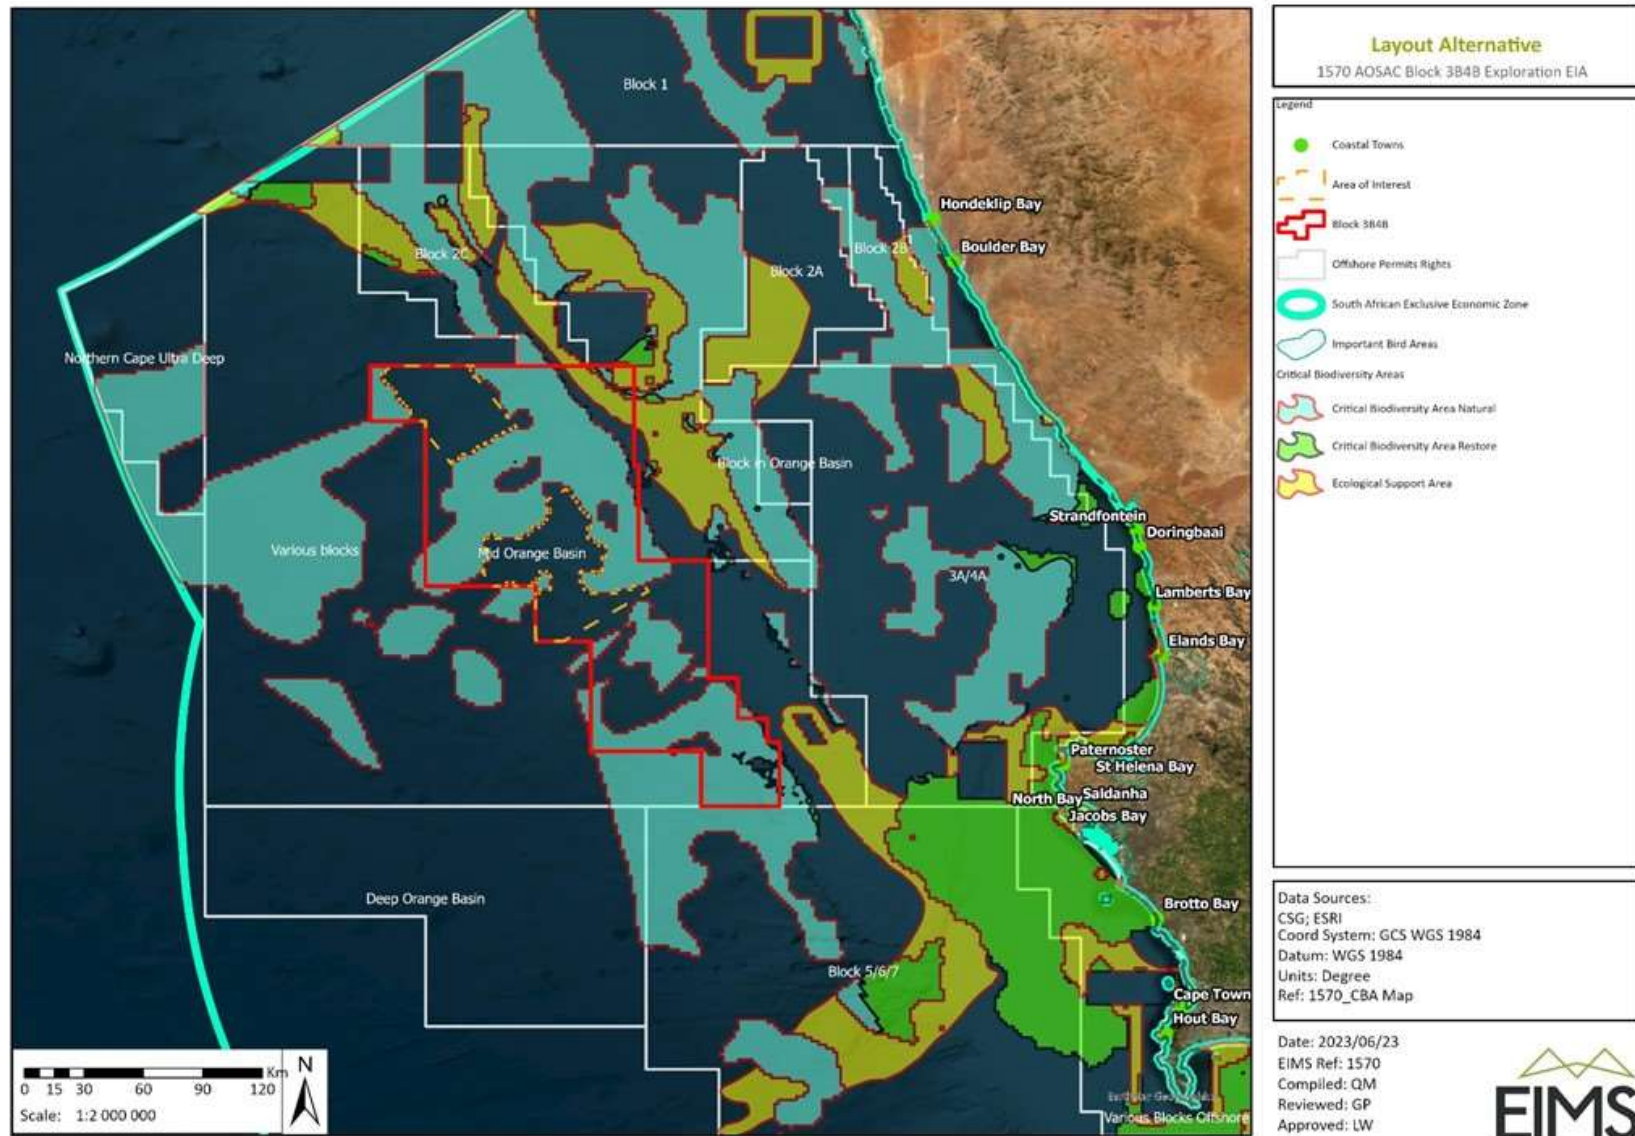 Layout Alternative
1570 AOSAC Block 3B4B Exploration EIA
Legend
Coastal Towns
Area of Interest
Block 3B4B
Offshore Permits Rights
South African Exclusive Economic Zone
Important Bird Areas
Critical Biodiversity Areas
Critical Biodiversity Area Natural
Critical Biodiversity Area Restore
Ecological Support Area
Block 1
Hondeklip Bay
Boulder Bay
Block 2B
Block 2C
Block 2A
Northern Cape Ultra Deep
Block in Orange Basin
Strandfontein
Doringbaai
Various blocks
Mid Orange Basin
3A/4A
Lamberts Bay
Elands Bay
Paternoster
St Helena Bay
North Bay
Saldanha
Jacobs Bay
Deep Orange Basin
Brotto Bay
Block 5/6/7
Cape Town
Hout Bay
Various Blocks Offshore
Km
0 15 30 60 90 120
Scale: 1:2 000 000
N
Data Sources:
CSG; ESRI
Coord System: GCS WGS 1984
Datum: WGS 1984
Units: Degree
Ref: 1570_CBA Map
Date: 2023/06/23
EIMS Ref: 1570
Compiled: QM
Reviewed: GP
Approved: LW
EIMS